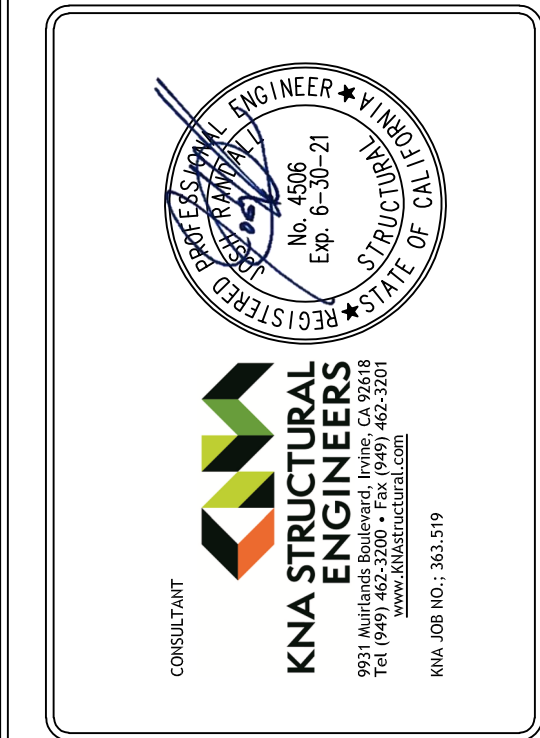 REGISTERED PROFESSIONAL ENGINEER
JOSH RANDALL
No. 4506
Exp. 6-30-21
STRUCTURAL
STATE OF CALIFORNIA
CONSULTANT
KNA STRUCTURAL
ENGINEERS
9931 Muirlands Boulevard, Irvine, CA 92618
Tel (949) 462-3200 • Fax (949) 462-3201
www.KNAstructural.com
KNA JOB NO.; 363.519